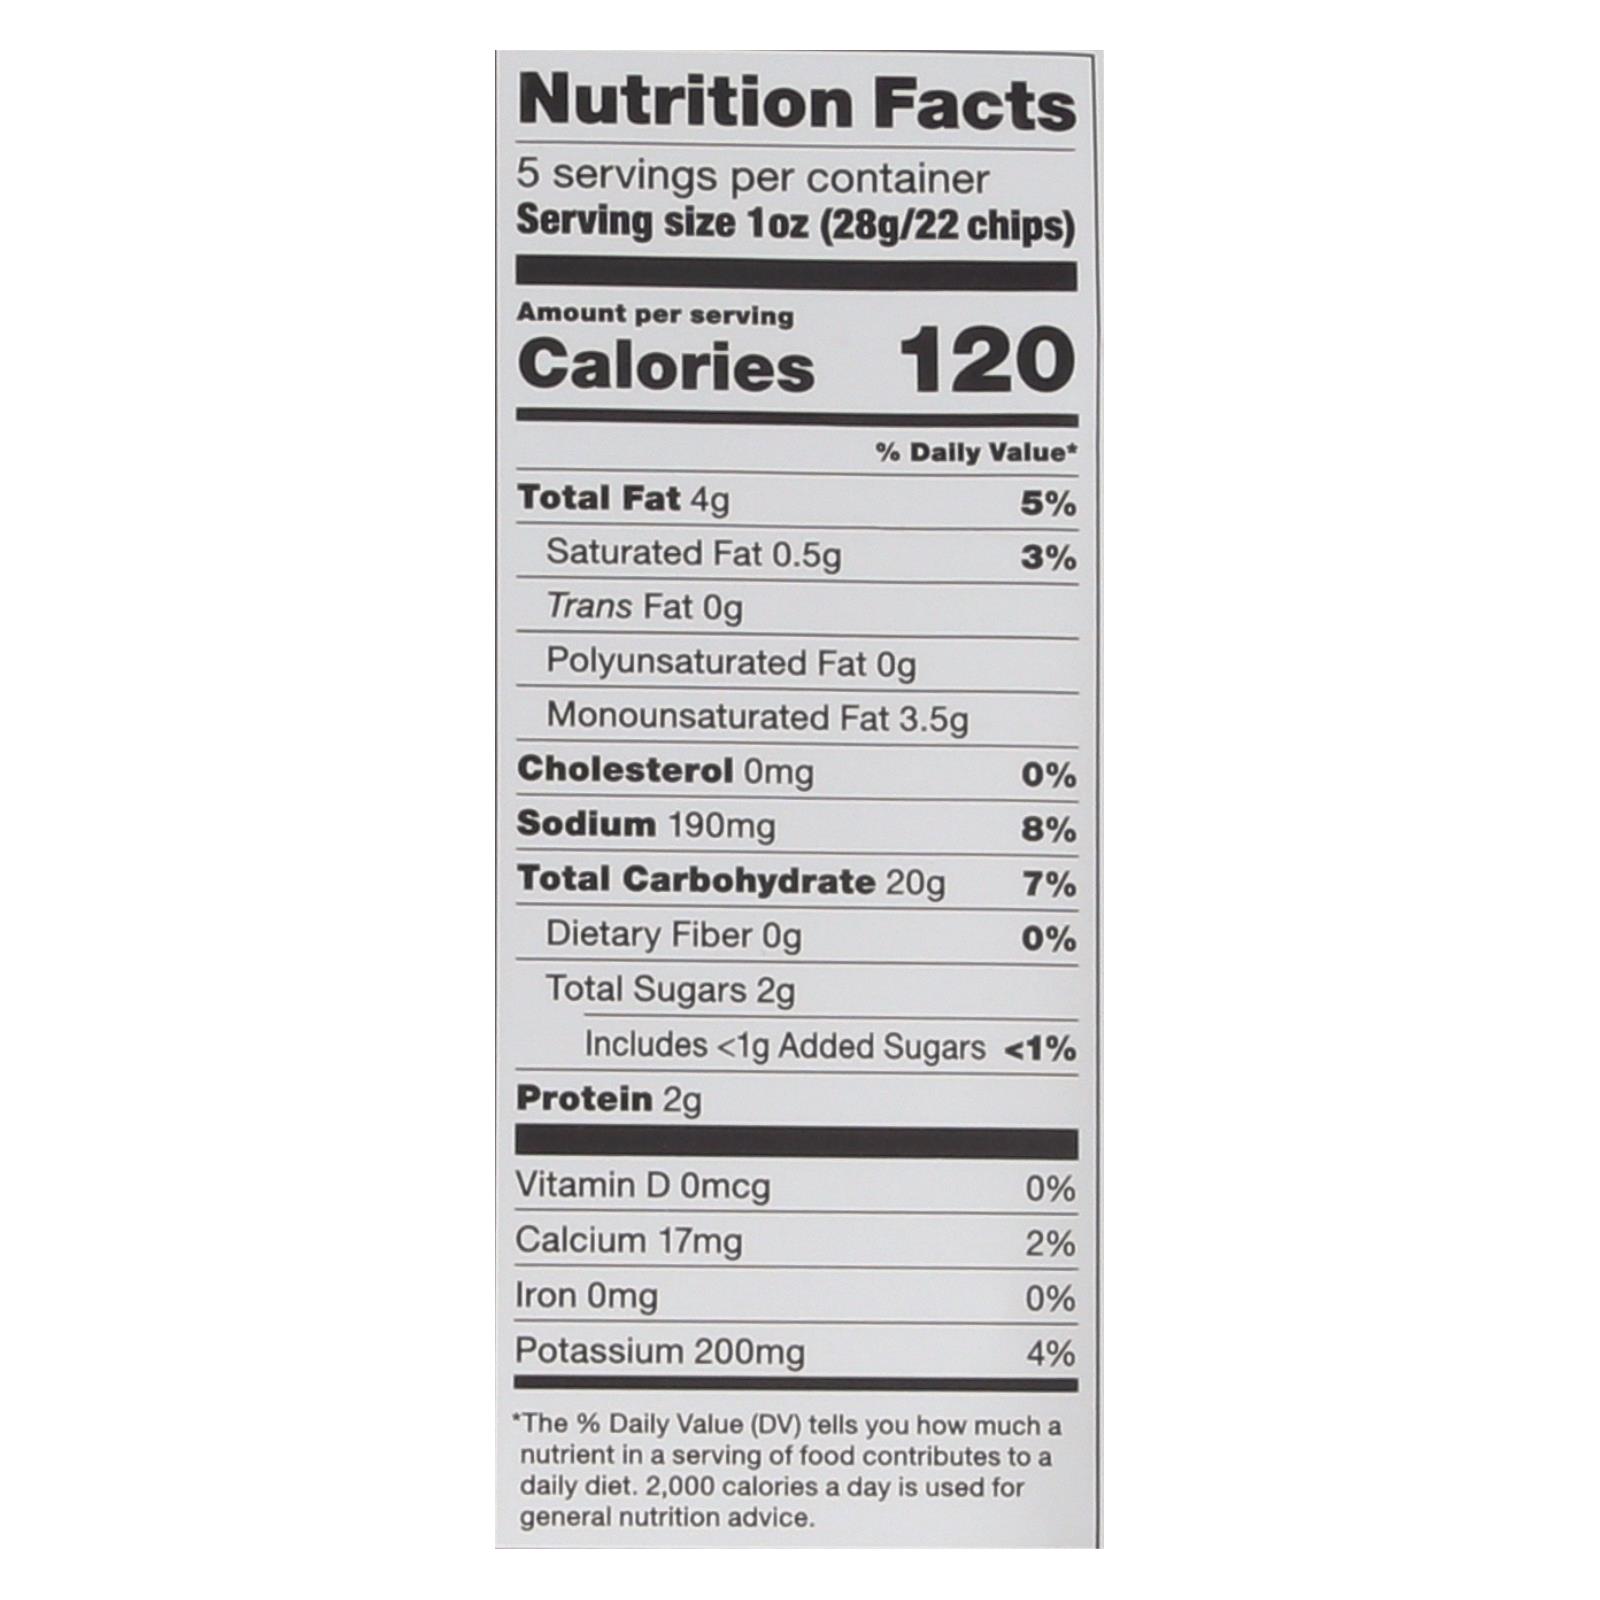 Nutrition Facts
5 servings per container
Serving size 1oz (28g/22 chips)
Amount per serving
Calories 120
% Daily Value*
Total Fat 4g 5%
Saturated Fat 0.5g 3%
Trans Fat 0g
Polyunsaturated Fat 0g
Monounsaturated Fat 3.5g
Cholesterol 0mg 0%
Sodium 190mg 8%
Total Carbohydrate 20g 7%
Dietary Fiber 0g 0%
Total Sugars 2g
Includes <1g Added Sugars <1%
Protein 2g
Vitamin D 0mcg 0%
Calcium 17mg 2%
Iron 0mg 0%
Potassium 200mg 4%
*The % Daily Value (DV) tells you how much a
nutrient in a serving of food contributes to a
daily diet. 2,000 calories a day is used for
general nutrition advice.